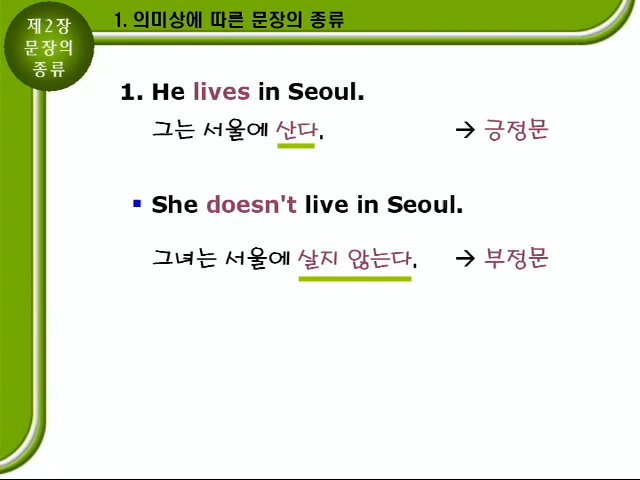 제2장
문장의
종류
1. 의미상에 따른 문장의 종류
1. He lives in Seoul.
그는 서울에 산다. → 긍정문
▪ She doesn't live in Seoul.
그녀는 서울에 살지 않는다. → 부정문